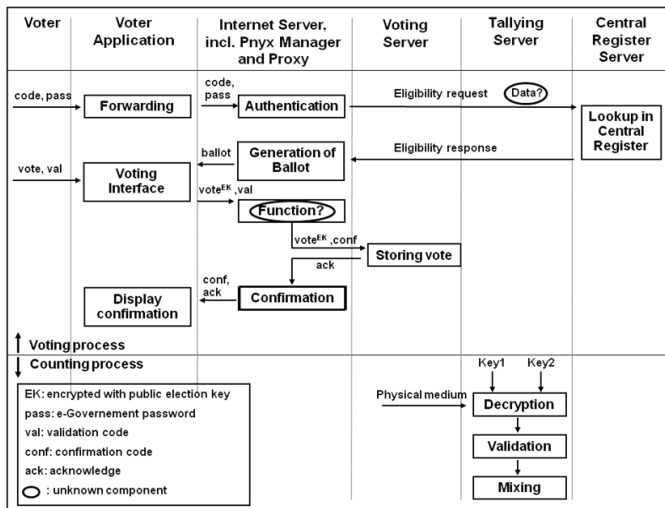 Voter
Voter
Application
Internet Server,
incl. Pnyx Manager
and Proxy
Voting
Server
Tallying
Server
Central
Register
Server
code, pass
Forwarding
code,
pass
Authentication
Eligibility request
Data?
Lookup in
Central
Register
vote, val
Voting
Interface
ballot
Generation of
Ballot
Eligibility response
vote^EK ,val
Function?
vote^EK ,conf
Storing vote
ack
Display
confirmation
conf,
ack
Confirmation
Voting process
Counting process
EK: encrypted with public election key
pass: e-Governement password
val: validation code
conf: confirmation code
ack: acknowledge
: unknown component
Physical medium
Key1
Key2
Decryption
Validation
Mixing